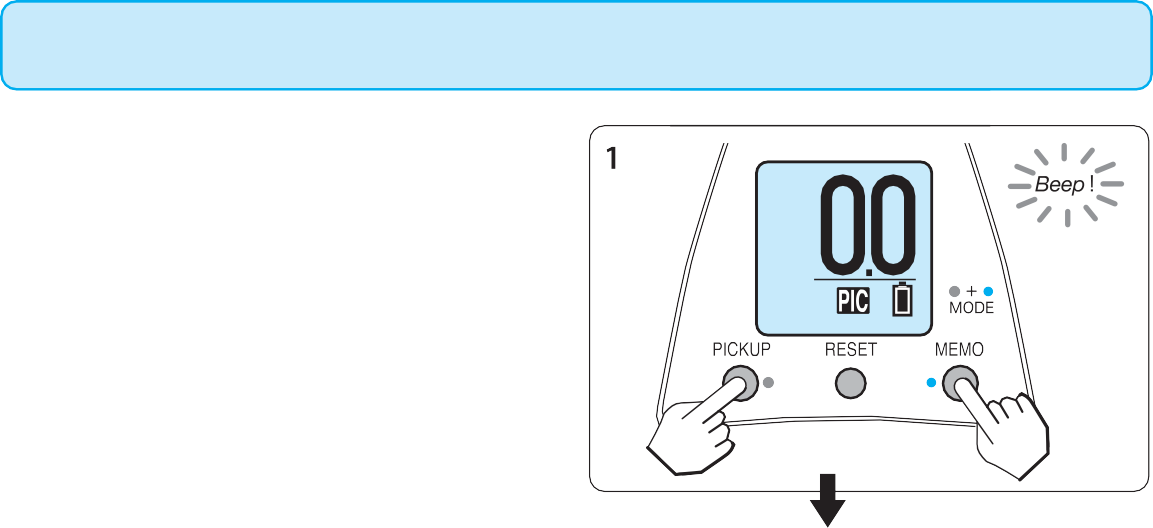 1
Beep !
0.0
PIC
+
MODE
PICKUP RESET MEMO